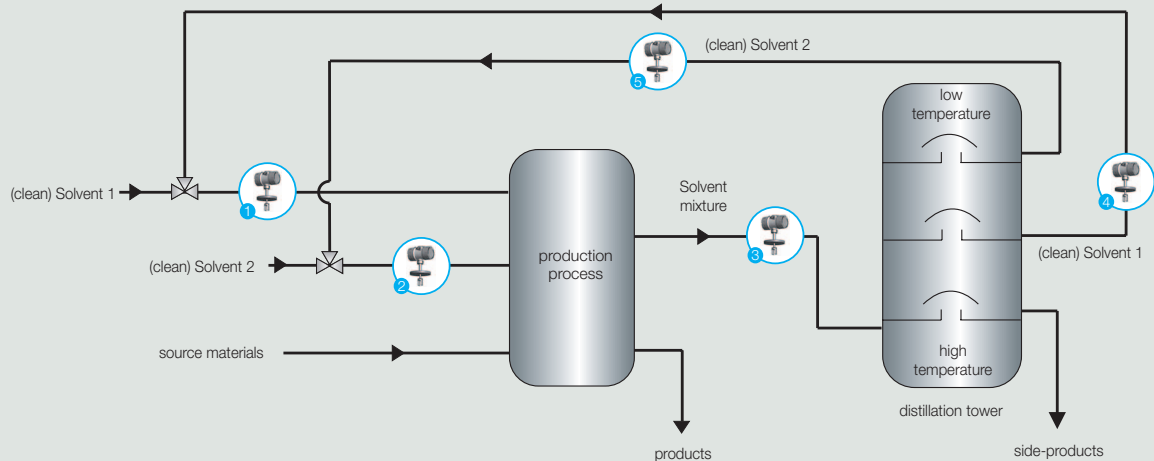 (clean) Solvent 2
5
low
temperature
(clean) Solvent 1
1
4
Solvent
mixture
(clean) Solvent 1
(clean) Solvent 2
2
production
process
3
source materials
high
temperature
distillation tower
products
side-products